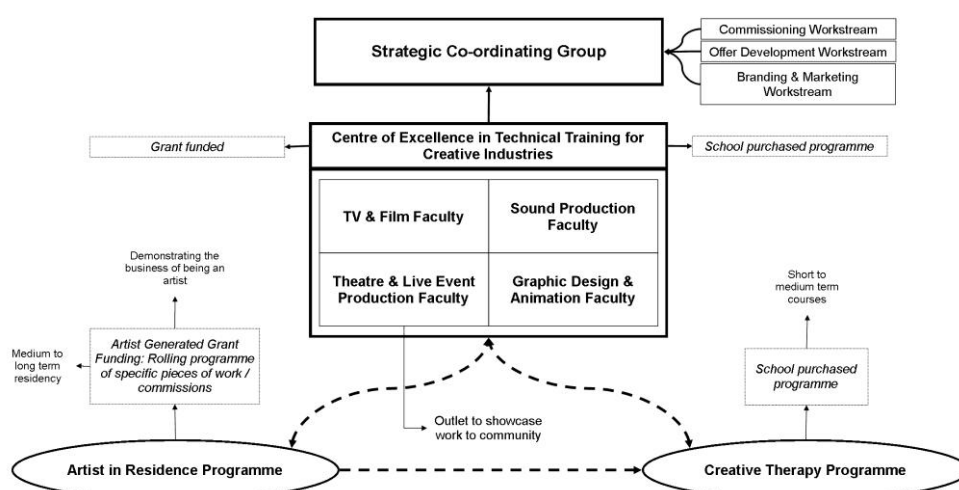 Strategic Co-ordinating Group
Commissioning Workstream
Offer Development Workstream
Branding & Marketing
Workstream
Grant funded
Centre of Excellence in Technical Training for
Creative Industries
School purchased programme
TV & Film Faculty
Sound Production
Faculty
Theatre & Live Event
Production Faculty
Graphic Design &
Animation Faculty
Demonstrating the
business of being an
artist
Medium to
long term
residency
Artist Generated Grant
Funding: Rolling programme
of specific pieces of work /
commissions
Short to
medium term
courses
School purchased
programme
Outlet to showcase
work to community
Artist in Residence Programme
Creative Therapy Programme